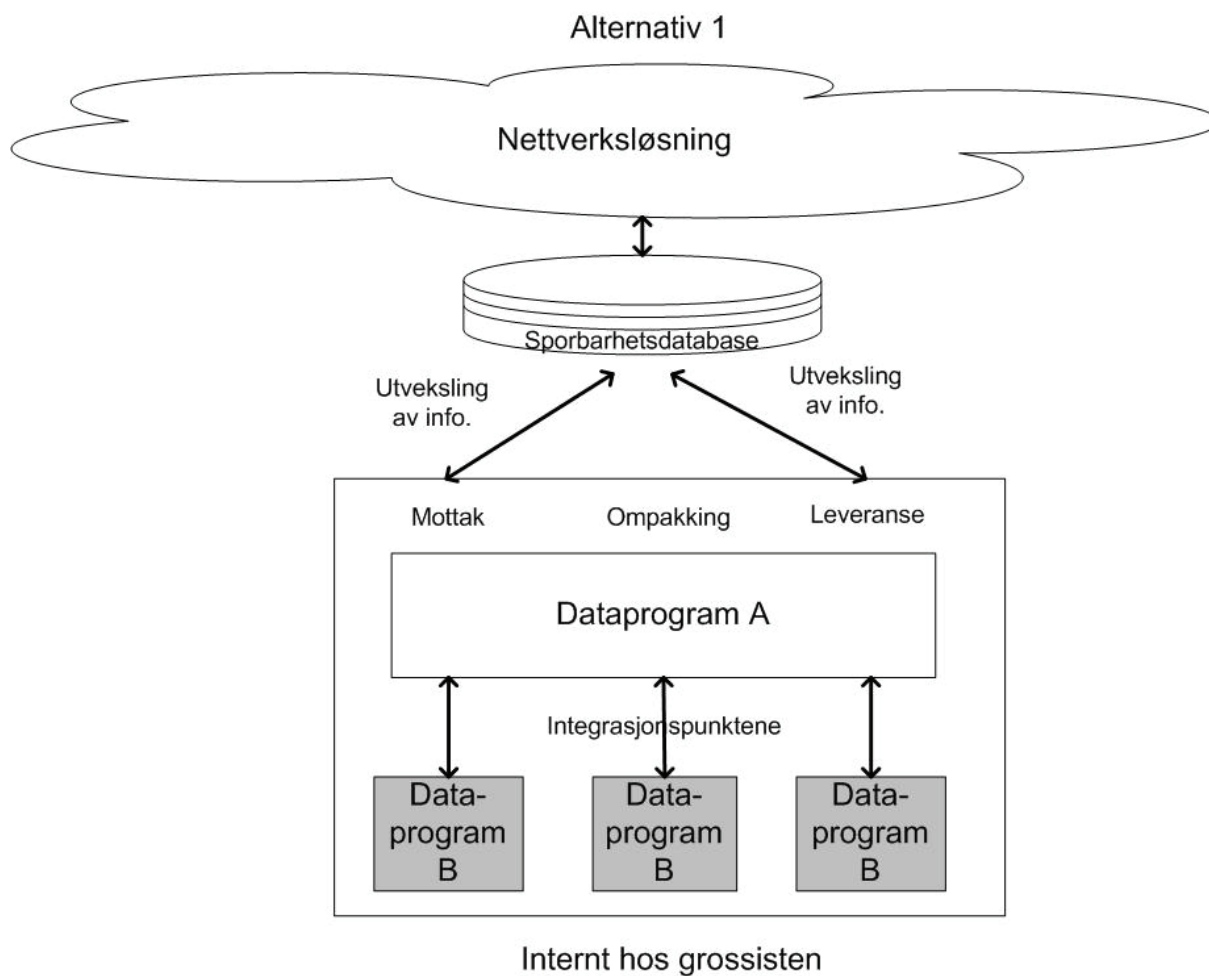 Alternativ 1
Nettverksløsning
Sporbarhetsdatabase
Utveksling
av info.
Utveksling
av info.
Mottak
Ompakking
Leveranse
Dataprogram A
Integrasjonspunktene
Data-
program
B
Data-
program
B
Data-
program
B
Internt hos grossisten